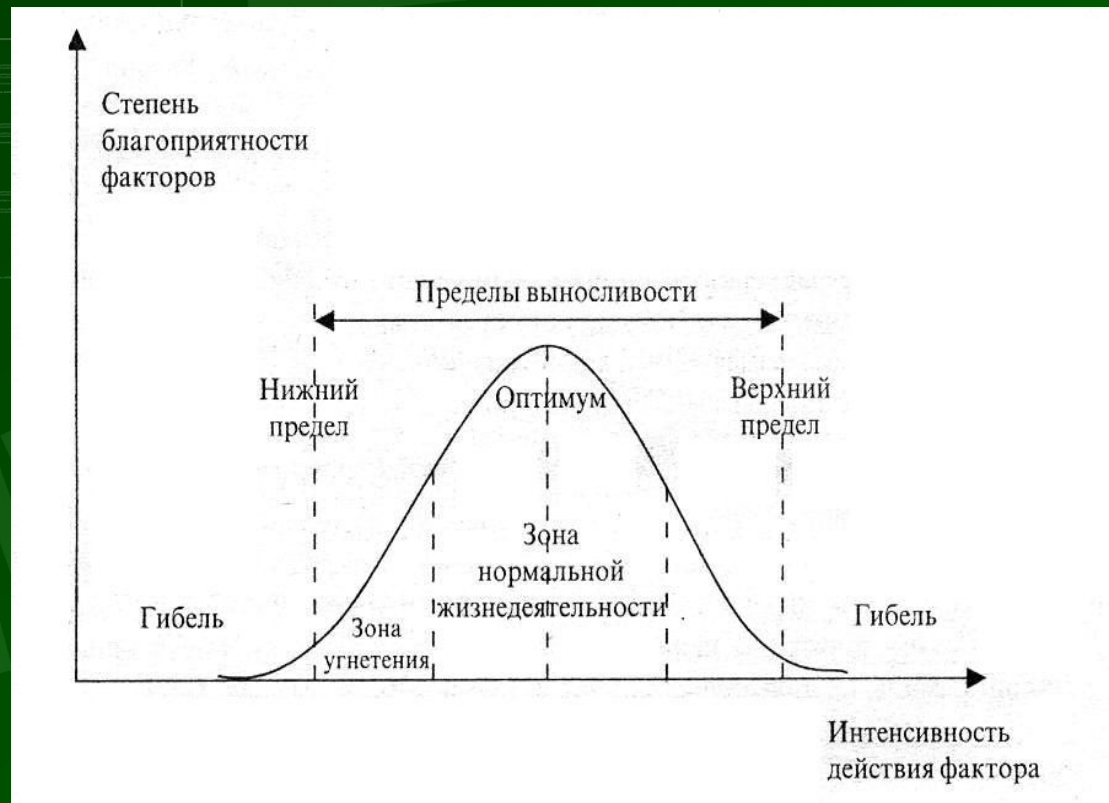 Степень
благоприятности
факторов
Пределы выносливости
Нижний
предел
Оптимум
Верхний
предел
Зона
нормальной
жизнедеятельности
Гибель
Зона
угнетения
Гибель
Интенсивность
действия фактора